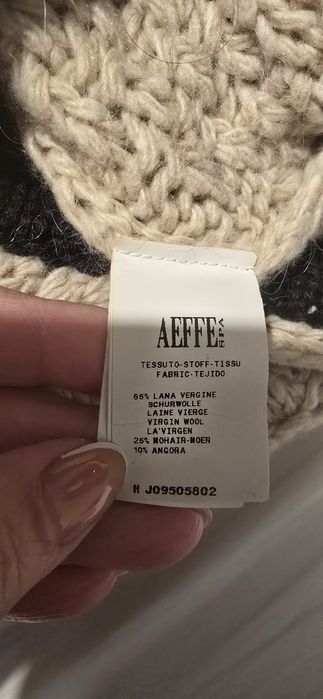 AEFFE SPA
TESSUTO-STOFF-TISSU
FABRIC-TEJIDO
65% LANA VERGINE
SCHURWOLLE
LAINE VIERGE
VIRGIN WOOL
LA'VIRGEN
25% MOHAIR-MOER
10% ANGORA
H J09505802